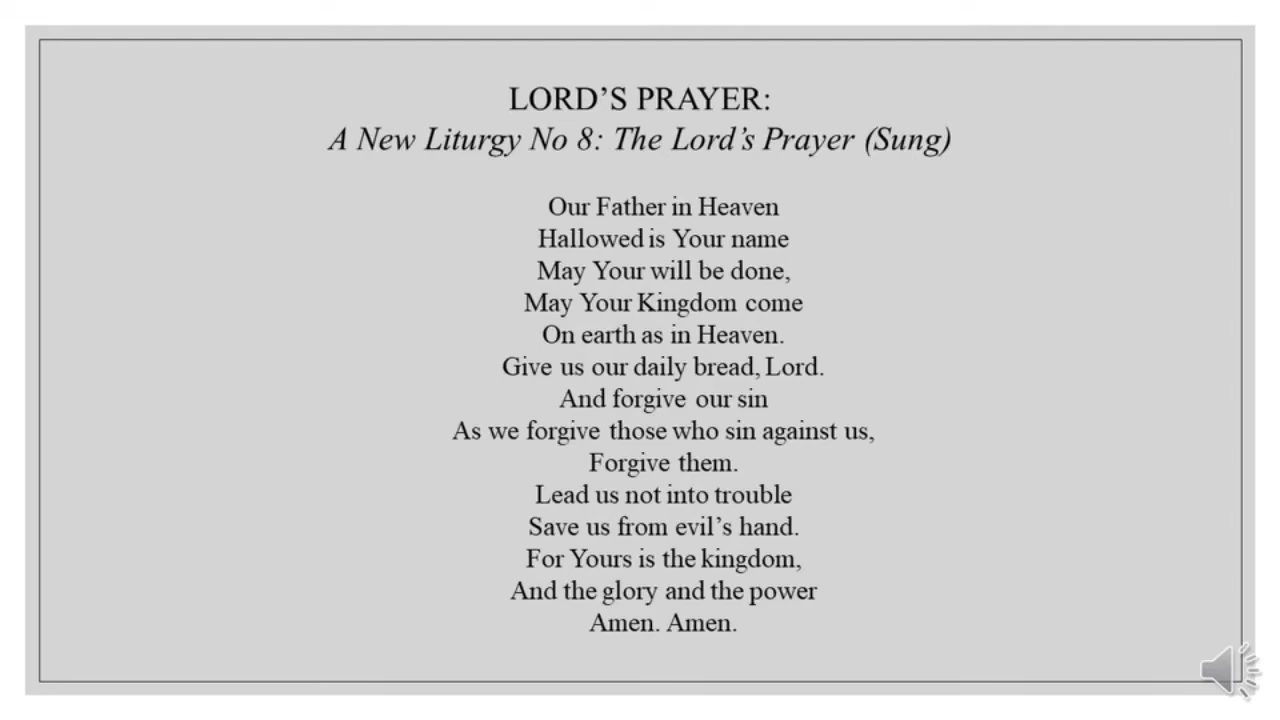 LORD’S PRAYER:
A New Liturgy No 8: The Lord’s Prayer (Sung)
Our Father in Heaven
Hallowed is Your name
May Your will be done,
May Your Kingdom come
On earth as in Heaven.
Give us our daily bread, Lord.
And forgive our sin
As we forgive those who sin against us,
Forgive them.
Lead us not into trouble
Save us from evil’s hand.
For Yours is the kingdom,
And the glory and the power
Amen. Amen.